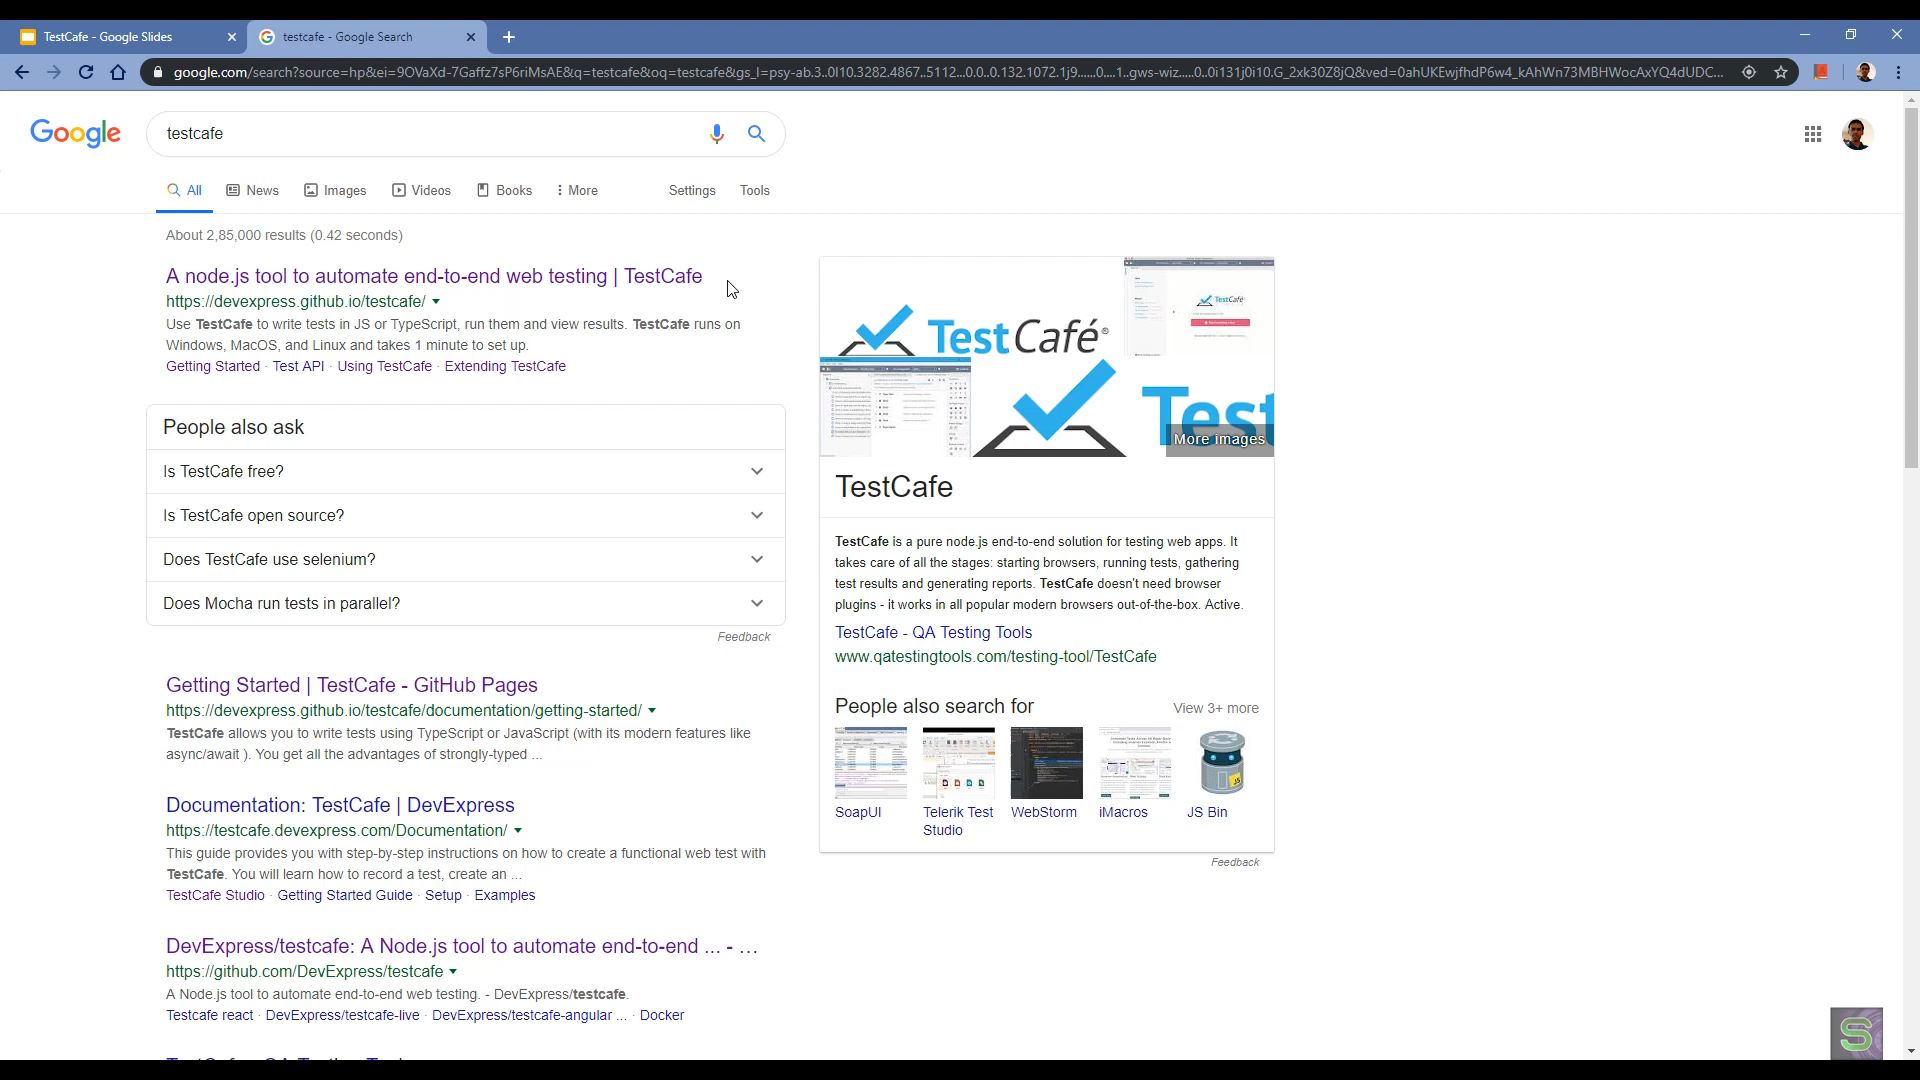 TestCafe - Google Slides
testcafe - Google Search
google.com/search?source=hp&ei=9OVaXd-7Gaffz7sP6riMsAE&q=testcafe&oq=testcafe&gs_l=psy-ab.3..0l10.3282.4867..5112...0.0..0.132.1072.1j9......0....1..gws-wiz.....0..0i131j0i10.G_2xk30Z8jQ&ved=0ahUKEwjfhdP6w4_kAhWn73MBHWocAxYQ4dUDC...
Google
testcafe
All
News
Images
Videos
Books
More
Settings
Tools
About 2,85,000 results (0.42 seconds)
A node.js tool to automate end-to-end web testing | TestCafe
https://devexpress.github.io/testcafe/
Use TestCafe to write tests in JS or TypeScript, run them and view results. TestCafe runs on
Windows, MacOS, and Linux and takes 1 minute to set up.
Getting Started · Test API · Using TestCafe · Extending TestCafe
People also ask
Is TestCafe free?
Is TestCafe open source?
Does TestCafe use selenium?
Does Mocha run tests in parallel?
Feedback
Getting Started | TestCafe - GitHub Pages
https://devexpress.github.io/testcafe/documentation/getting-started/
TestCafe allows you to write tests using TypeScript or JavaScript (with its modern features like
async/await ). You get all the advantages of strongly-typed ...
Documentation: TestCafe | DevExpress
https://testcafe.devexpress.com/Documentation/
This guide provides you with step-by-step instructions on how to create a functional web test with
TestCafe. You will learn how to record a test, create an ...
TestCafe Studio · Getting Started Guide · Setup · Examples
DevExpress/testcafe: A Node.js tool to automate end-to-end ... - ...
https://github.com/DevExpress/testcafe
A Node.js tool to automate end-to-end web testing. - DevExpress/testcafe.
Testcafe react · DevExpress/testcafe-live · DevExpress/testcafe-angular ... · Docker
TestCafé®
TestCafé
Test
More images
TestCafe
TestCafe is a pure node.js end-to-end solution for testing web apps. It
takes care of all the stages: starting browsers, running tests, gathering
test results and generating reports. TestCafe doesn't need browser
plugins - it works in all popular modern browsers out-of-the-box. Active.
TestCafe - QA Testing Tools
www.qatestingtools.com/testing-tool/TestCafe
People also search for
View 3+ more
JS
SoapUI
Telerik Test
Studio
WebStorm
iMacros
JS Bin
Feedback
S